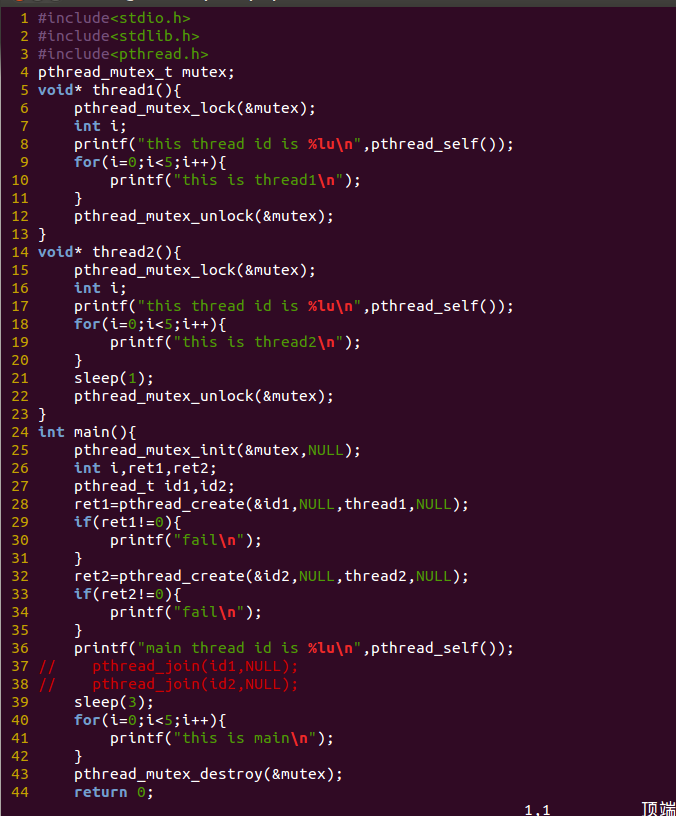 1 #include<stdio.h>
2 #include<stdlib.h>
3 #include<pthread.h>
4 pthread_mutex_t mutex;
5 void* thread1(){
6     pthread_mutex_lock(&mutex);
7     int i;
8     printf("this thread id is %lu\n",pthread_self());
9     for(i=0;i<5;i++){
10         printf("this is thread1\n");
11     }
12     pthread_mutex_unlock(&mutex);
13 }
14 void* thread2(){
15     pthread_mutex_lock(&mutex);
16     int i;
17     printf("this thread id is %lu\n",pthread_self());
18     for(i=0;i<5;i++){
19         printf("this is thread2\n");
20     }
21     sleep(1);
22     pthread_mutex_unlock(&mutex);
23 }
24 int main(){
25     pthread_mutex_init(&mutex,NULL);
26     int i,ret1,ret2;
27     pthread_t id1,id2;
28     ret1=pthread_create(&id1,NULL,thread1,NULL);
29     if(ret1!=0){
30         printf("fail\n");
31     }
32     ret2=pthread_create(&id2,NULL,thread2,NULL);
33     if(ret2!=0){
34         printf("fail\n");
35     }
36     printf("main thread id is %lu\n",pthread_self());
37 //    pthread_join(id1,NULL);
38 //    pthread_join(id2,NULL);
39     sleep(3);
40     for(i=0;i<5;i++){
41         printf("this is main\n");
42     }
43     pthread_mutex_destroy(&mutex);
44     return 0;
1,1 顶端